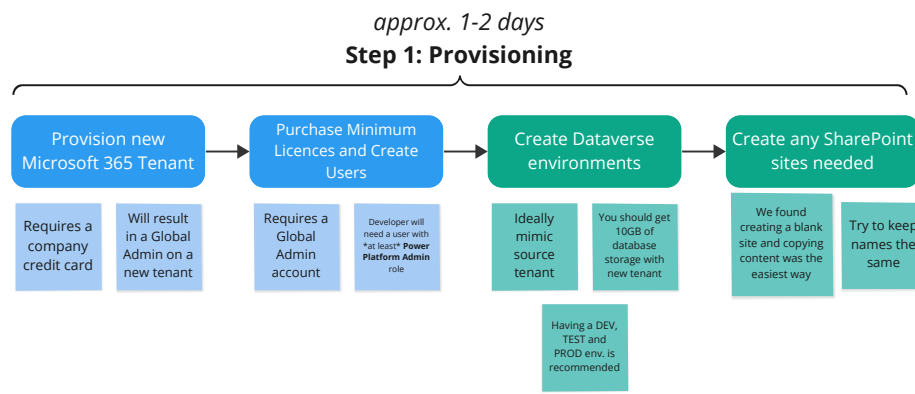 approx. 1-2 days
Step 1: Provisioning
Provision new
Microsoft 365 Tenant
Purchase Minimum
Licences and Create
Users
Create Dataverse
environments
Create any SharePoint
sites needed
Requires a
company
credit card
Will result
in a Global
Admin on a
new tenant
Requires a
Global
Admin
account
Developer will
need a user with
*at least* Power
Platform Admin
role
Ideally
mimic
source
tenant
You should get
10GB of
database
storage with
new tenant
Having a DEV,
TEST and
PROD env. is
recommended
We found
creating a blank
site and copying
content was the
easiest way
Try to keep
names the
same